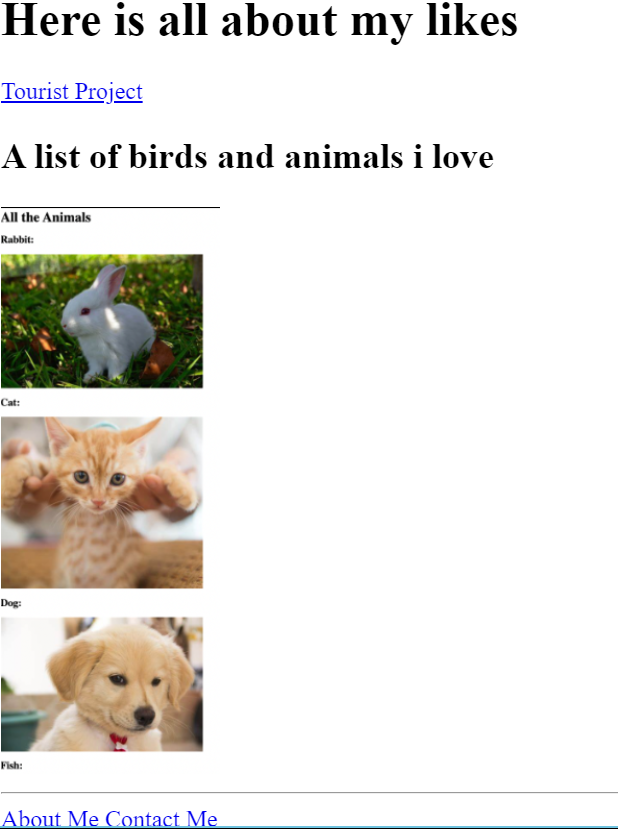 Here is all about my likes
Tourist Project
A list of birds and animals i love
All the Animals
Rabbit:
Cat:
Dog:
Fish:
About Me Contact Me